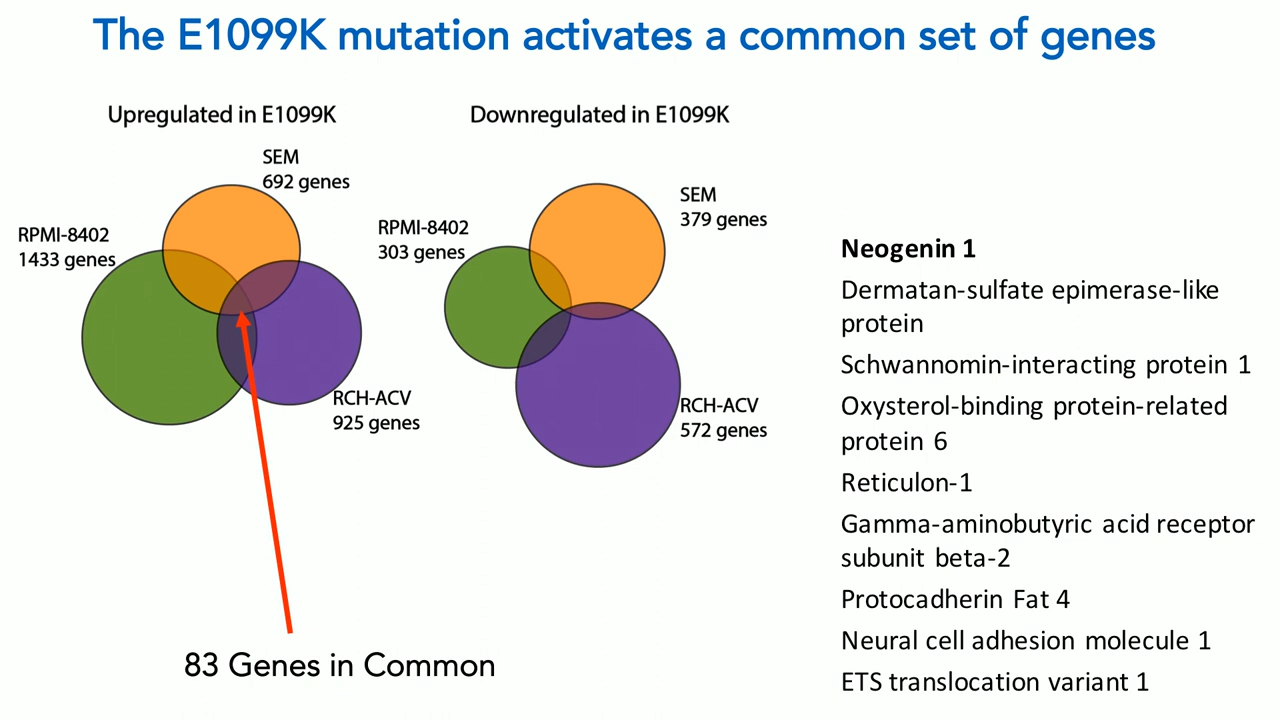 The E1099K mutation activates a common set of genes
Upregulated in E1099K
SEM
692 genes
RPMI-8402
1433 genes
RCH-ACV
925 genes
83 Genes in Common
Downregulated in E1099K
RPMI-8402
303 genes
SEM
379 genes
RCH-ACV
572 genes
Neogenin 1
Dermatan-sulfate epimerase-like
protein
Schwannomin-interacting protein 1
Oxysterol-binding protein-related
protein 6
Reticulon-1
Gamma-aminobutyric acid receptor
subunit beta-2
Protocadherin Fat 4
Neural cell adhesion molecule 1
ETS translocation variant 1